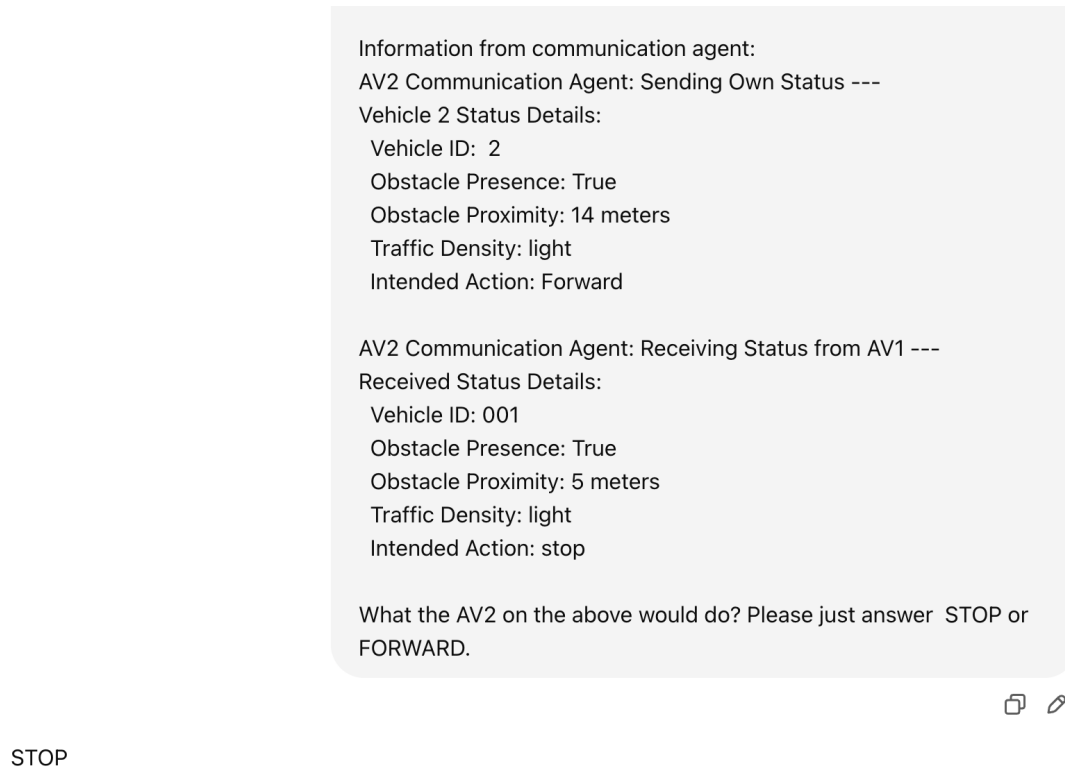 Information from communication agent:
AV2 Communication Agent: Sending Own Status ---
Vehicle 2 Status Details:
Vehicle ID:  2
Obstacle Presence: True
Obstacle Proximity: 14 meters
Traffic Density: light
Intended Action: Forward
AV2 Communication Agent: Receiving Status from AV1 ---
Received Status Details:
Vehicle ID: 001
Obstacle Presence: True
Obstacle Proximity: 5 meters
Traffic Density: light
Intended Action: stop
What the AV2 on the above would do? Please just answer  STOP or
FORWARD.
STOP